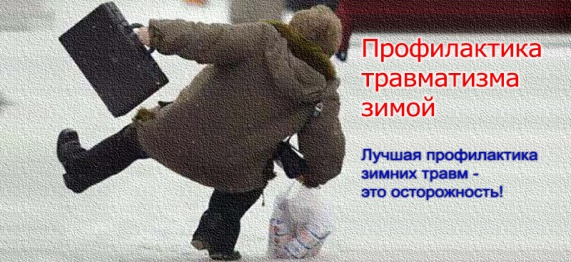 Профилактика
травматизма
зимой
Лучшая профилактика
зимних травм -
это осторожность!